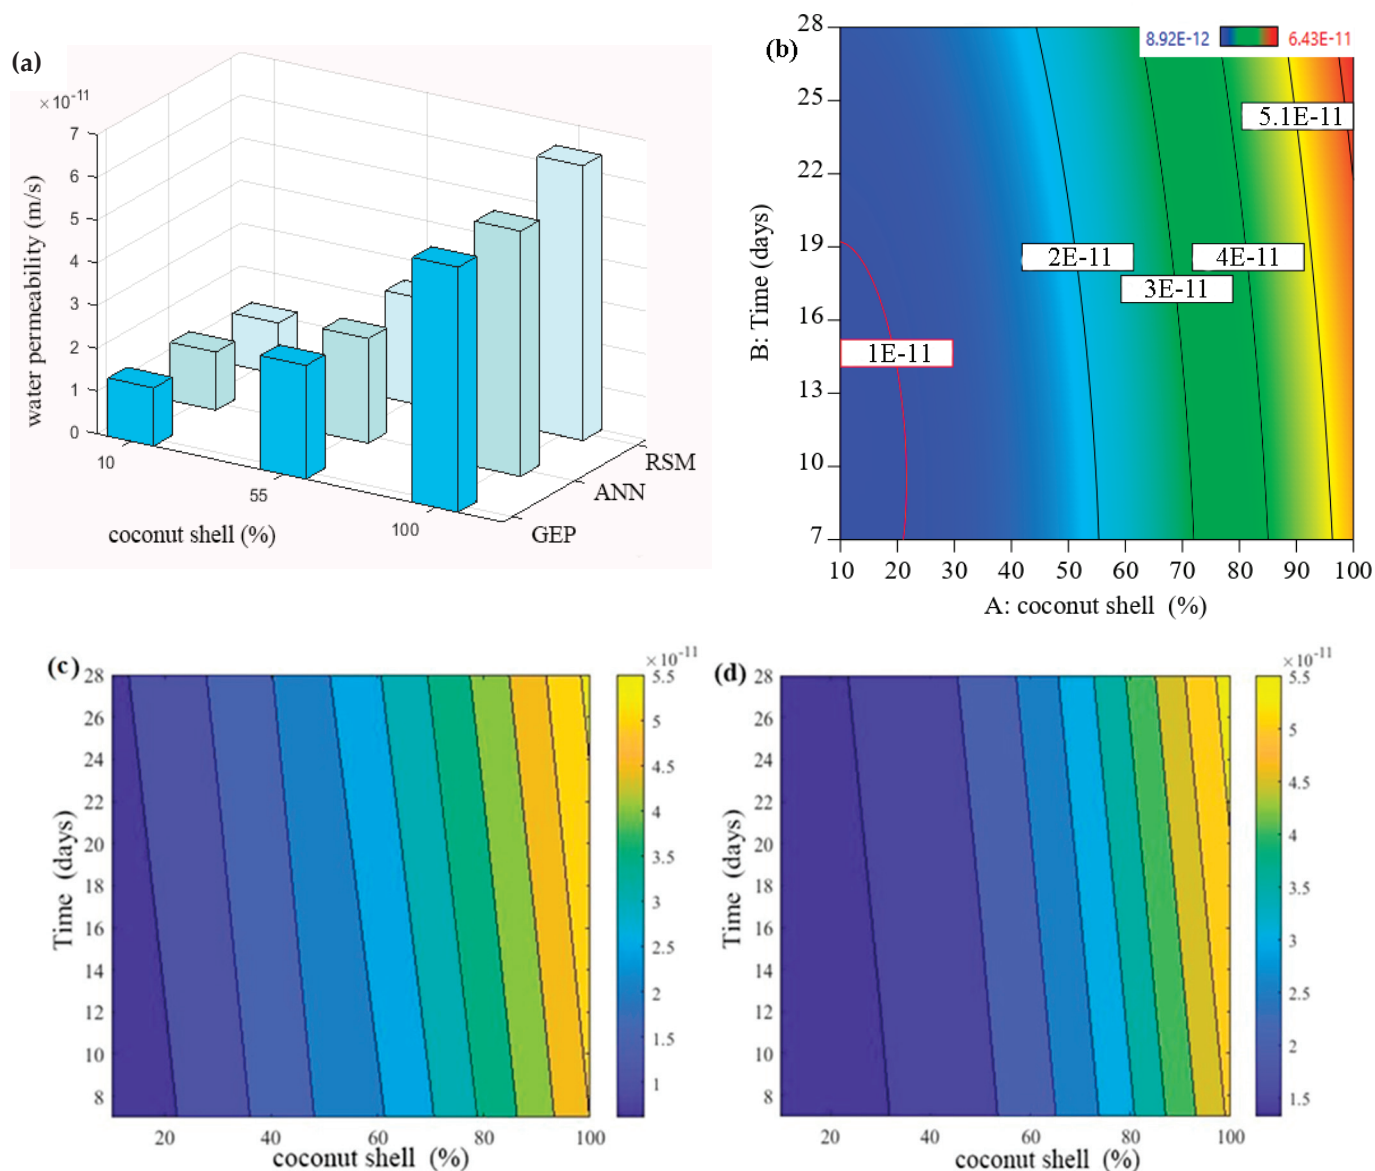 (a)
×10-11
7
6
5
4
3
2
1
0
water permeability (m/s)
10
55
100
coconut shell (%)
GEP
ANN
RSM
(b)
8.92E-12
6.43E-11
28
25
22
19
16
13
10
7
B: Time (days)
5.1E-11
2E-11
4E-11
3E-11
1E-11
10 20 30 40 50 60 70 80 90 100
A: coconut shell (%)
(c)
×10-11
28
26
24
22
20
18
16
14
12
10
8
Time (days)
20 40 60 80 100
coconut shell (%)
5.5
5
4.5
4
3.5
3
2.5
2
1.5
1
(d)
×10-11
28
26
24
22
20
18
16
14
12
10
8
Time (days)
20 40 60 80 100
coconut shell (%)
5.5
5
4.5
4
3.5
3
2.5
2
1.5